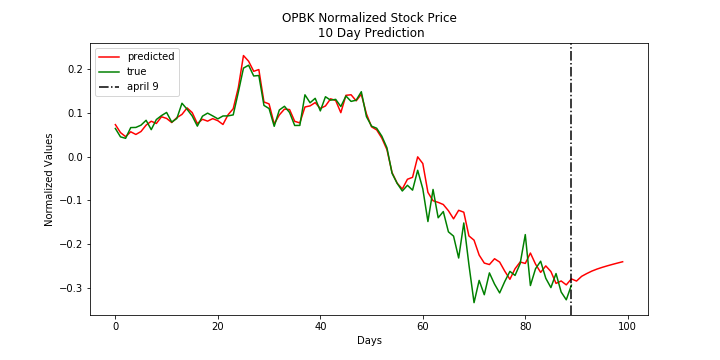 OPBK Normalized Stock Price
10 Day Prediction
predicted
true
april 9
Normalized Values
0.2
0.1
0.0
−0.1
−0.2
−0.3
0
20
40
60
80
100
Days